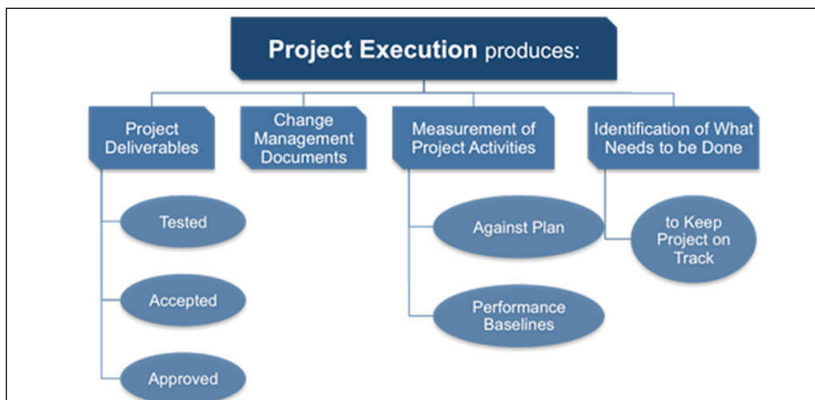 Project Execution produces:
Project
Deliverables
Change
Management
Documents
Measurement of
Project Activities
Identification of What
Needs to be Done
Tested
Accepted
Approved
Against Plan
Performance
Baselines
to Keep
Project on
Track